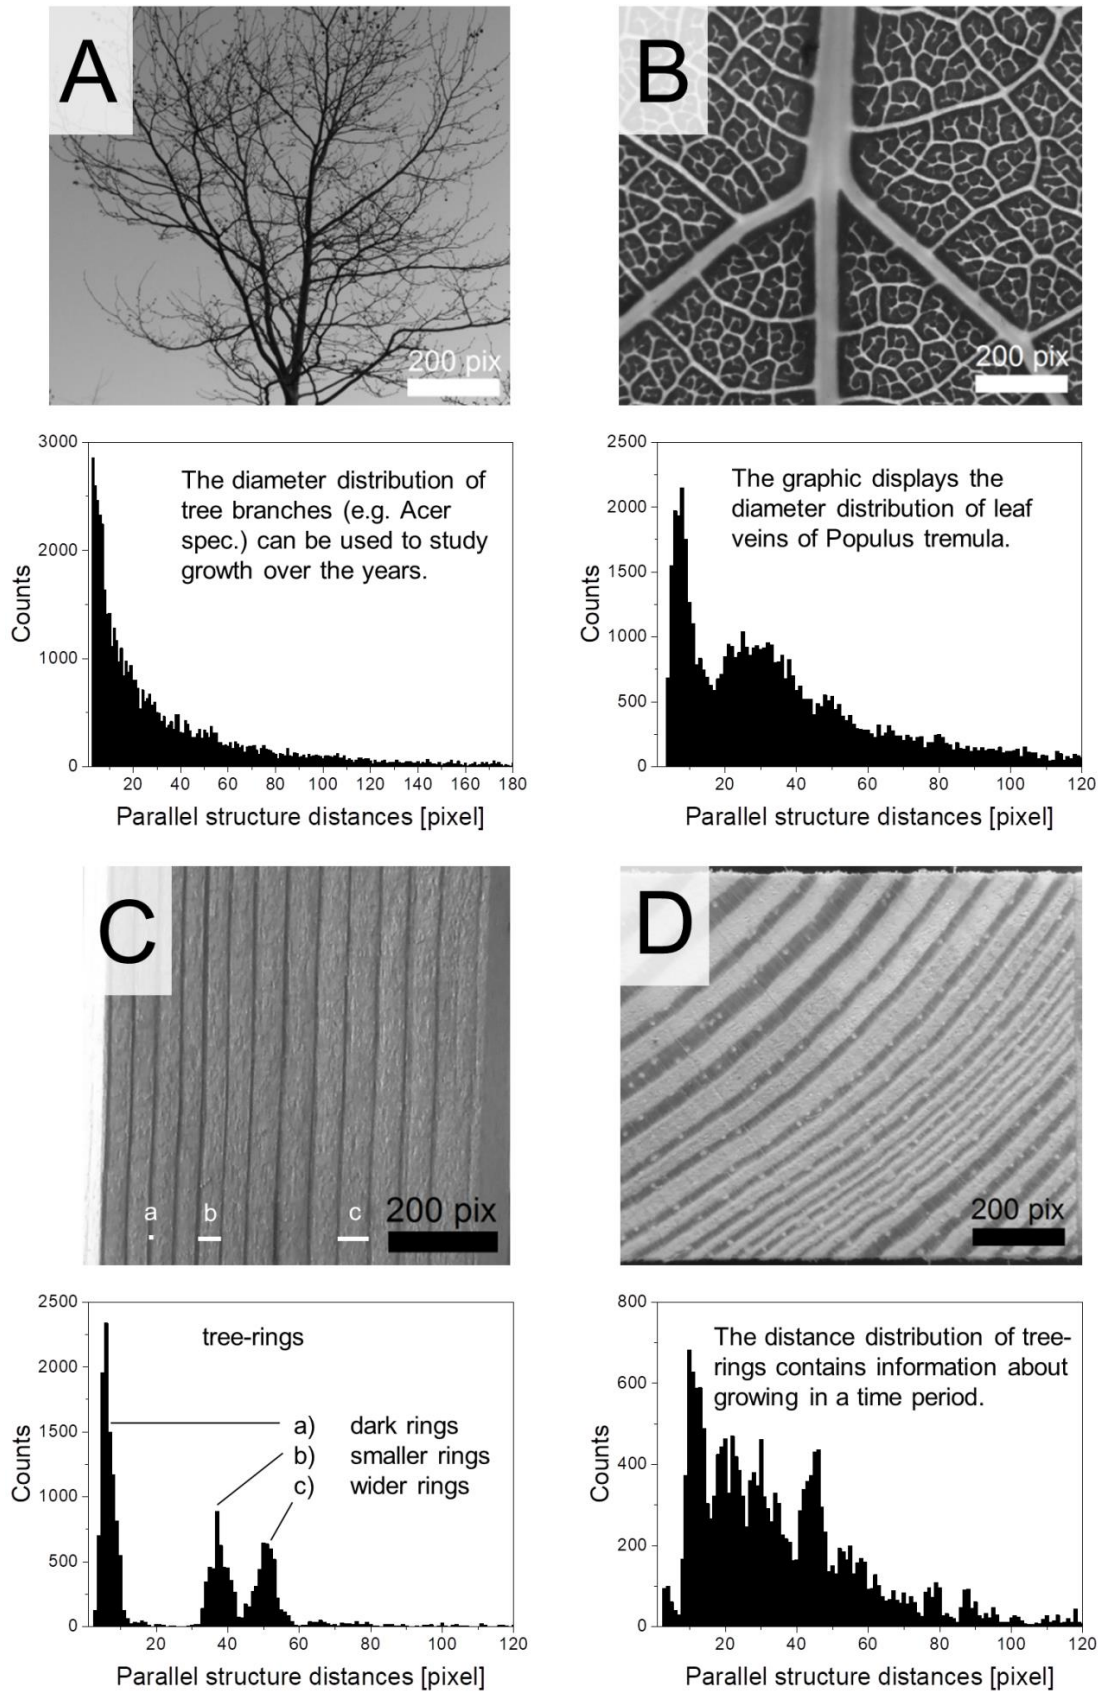 A
200 pix
B
200 pix
3000
2000
1000
0
Counts
The diameter distribution of
tree branches (e.g. Acer
spec.) can be used to study
growth over the years.
20 40 60 80 100 120 140 160 180
Parallel structure distances [pixel]
2500
2000
1500
1000
500
0
Counts
The graphic displays the
diameter distribution of leaf
veins of Populus tremula.
20 40 60 80 100 120
Parallel structure distances [pixel]
C
a b c
200 pix
D
200 pix
2500
2000
1500
1000
500
0
Counts
tree-rings
a) dark rings
b) smaller rings
c) wider rings
20 40 60 80 100 120
Parallel structure distances [pixel]
800
600
400
200
0
Counts
The distance distribution of tree-
rings contains information about
growing in a time period.
20 40 60 80 100 120
Parallel structure distances [pixel]